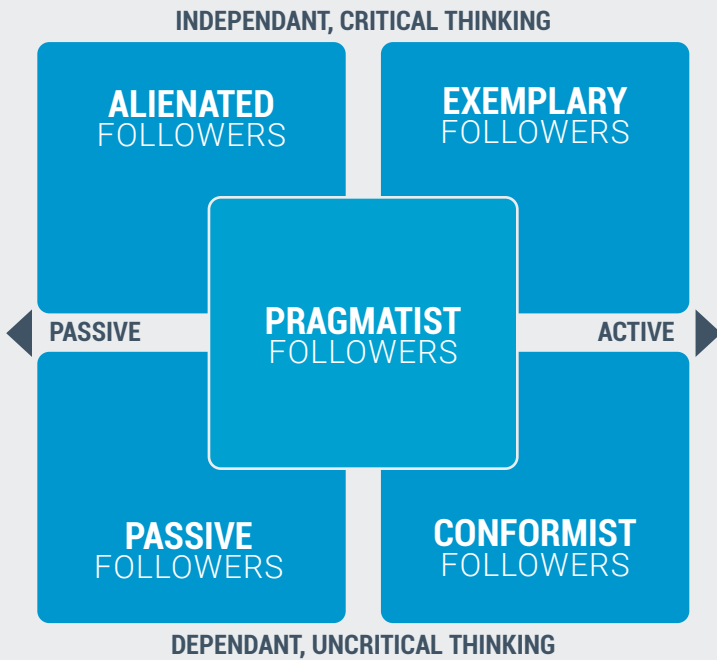 INDEPENDANT, CRITICAL THINKING
ALIENATED
FOLLOWERS
EXEMPLARY
FOLLOWERS
PASSIVE
PRAGMATIST
FOLLOWERS
ACTIVE
PASSIVE
FOLLOWERS
CONFORMIST
FOLLOWERS
DEPENDANT, UNCRITICAL THINKING